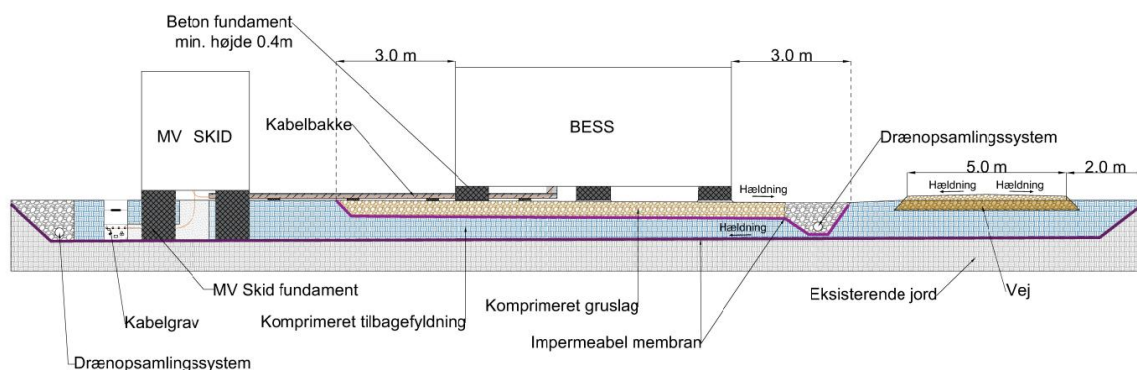 Beton fundament
min. højde 0.4m
3.0 m
3.0 m
MV SKID
Kabelbakke
BESS
Drænopsamlingssystem
5.0 m
2.0 m
Hældning
Hældning
Hældning
Hældning
MV Skid fundament
Kabelgrav
Drænopsamlingssystem
Komprimeret tilbagefyldning
Komprimeret gruslag
Impermeabel membran
Eksisterende jord
Vej